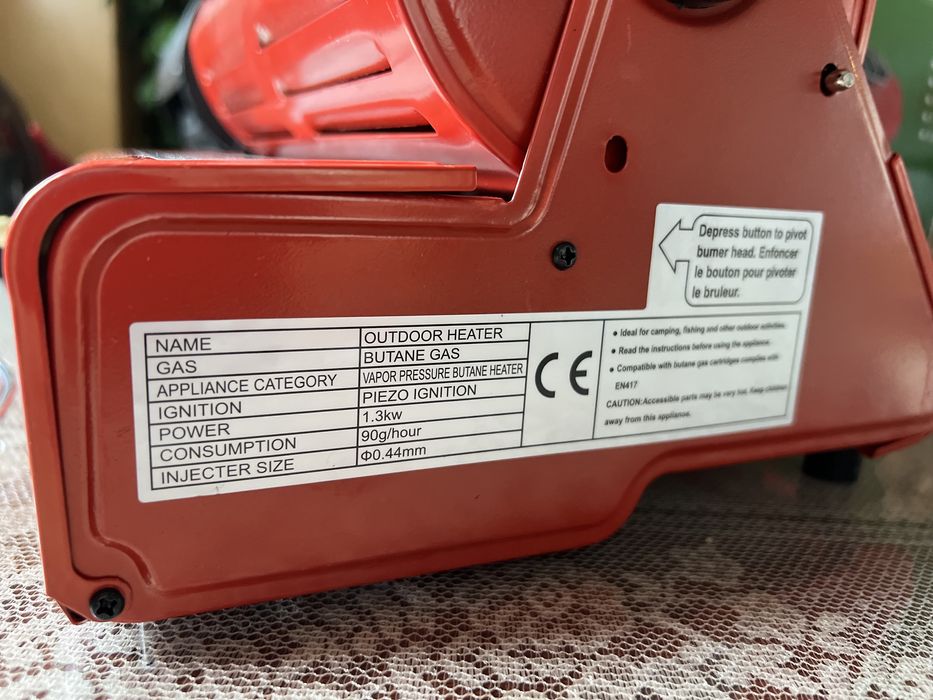 Depress button to pivot
burner head. Enfoncer
le bouton pour pivoter
le bruleur.
NAME OUTDOOR HEATER
GAS BUTANE GAS
APPLIANCE CATEGORY VAPOR PRESSURE BUTANE HEATER
IGNITION PIEZO IGNITION
POWER 1.3kw
CONSUMPTION 90g/hour
INJECTER SIZE Φ0.44mm
CE
• Ideal for camping, fishing and other outdoor activities.
• Read the instructions before using the appliance.
• Compatible with butane gas cartridges complies with
EN417
CAUTION:Accessible parts may be very hot. Keep children
away from this appliance.